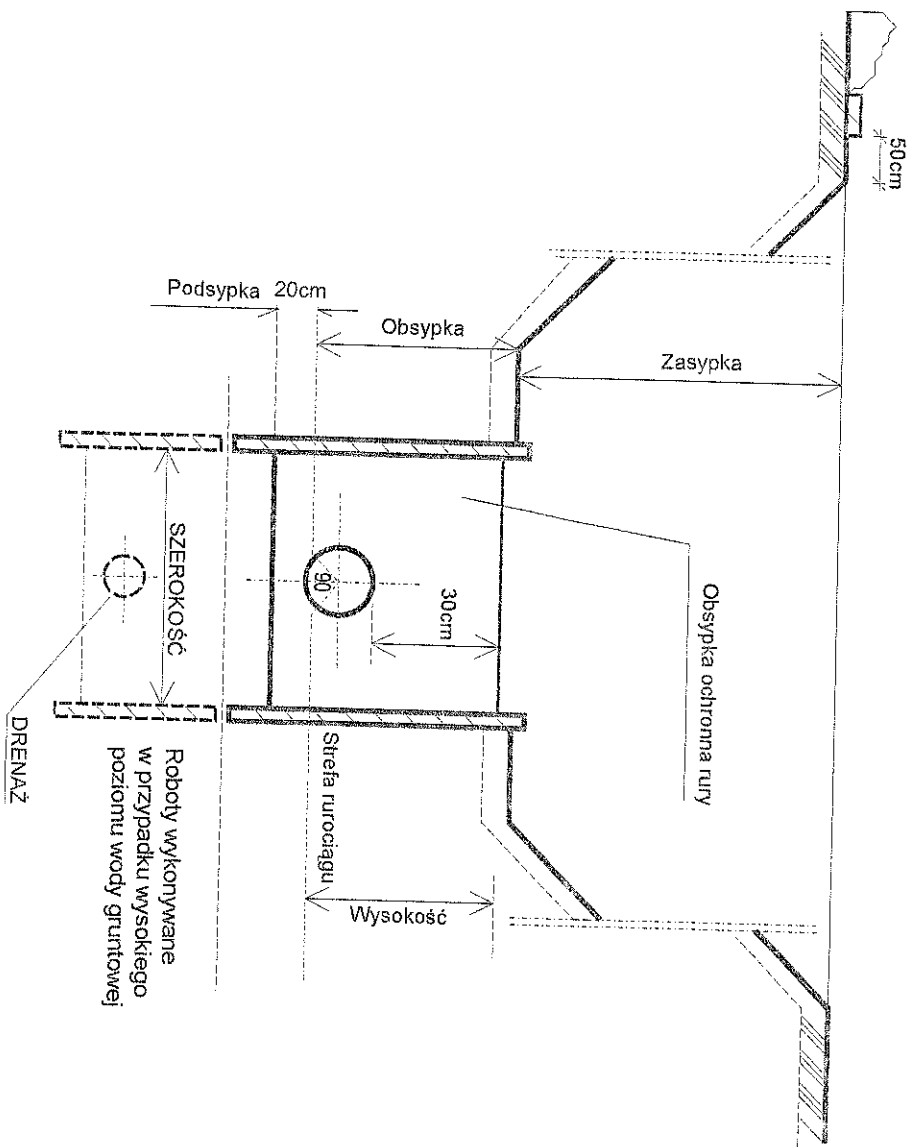 50cm
Podsypka 20cm
Obsypka
Zasypka
Obsypka ochronna rury
30cm
90
SZEROKOŚĆ
DRENAŻ
Strefa rurociągu
Wysokość
Roboty wykonywane
w przypadku wysokiego
poziomu wody gruntowej